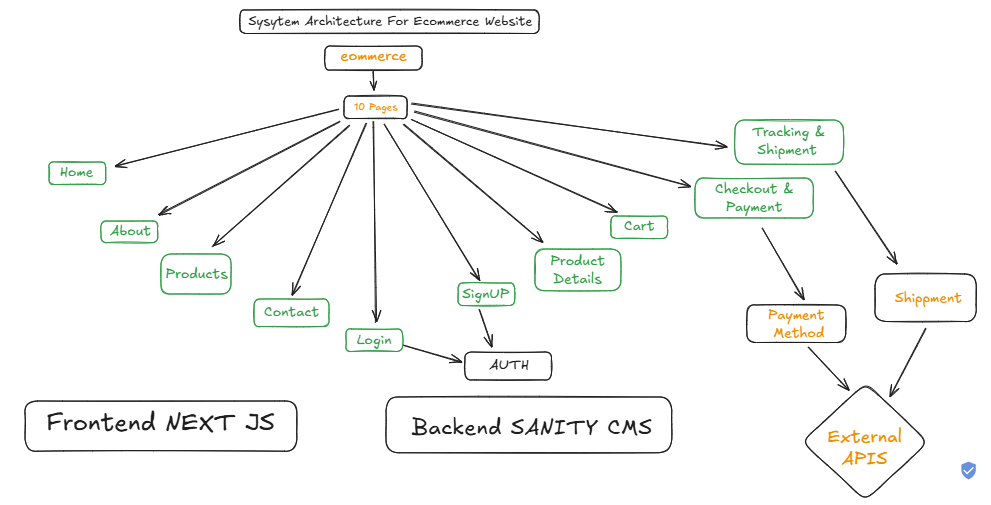 Sysytem Architecture For Ecommerce Website
eommerce
10 Pages
Tracking &
Shipment
Home
Checkout &
Payment
About
Cart
Products
Product
Details
Contact
SignUP
Shippment
Login
Payment
Method
AUTH
Frontend NEXT JS
Backend SANITY CMS
External
APIS